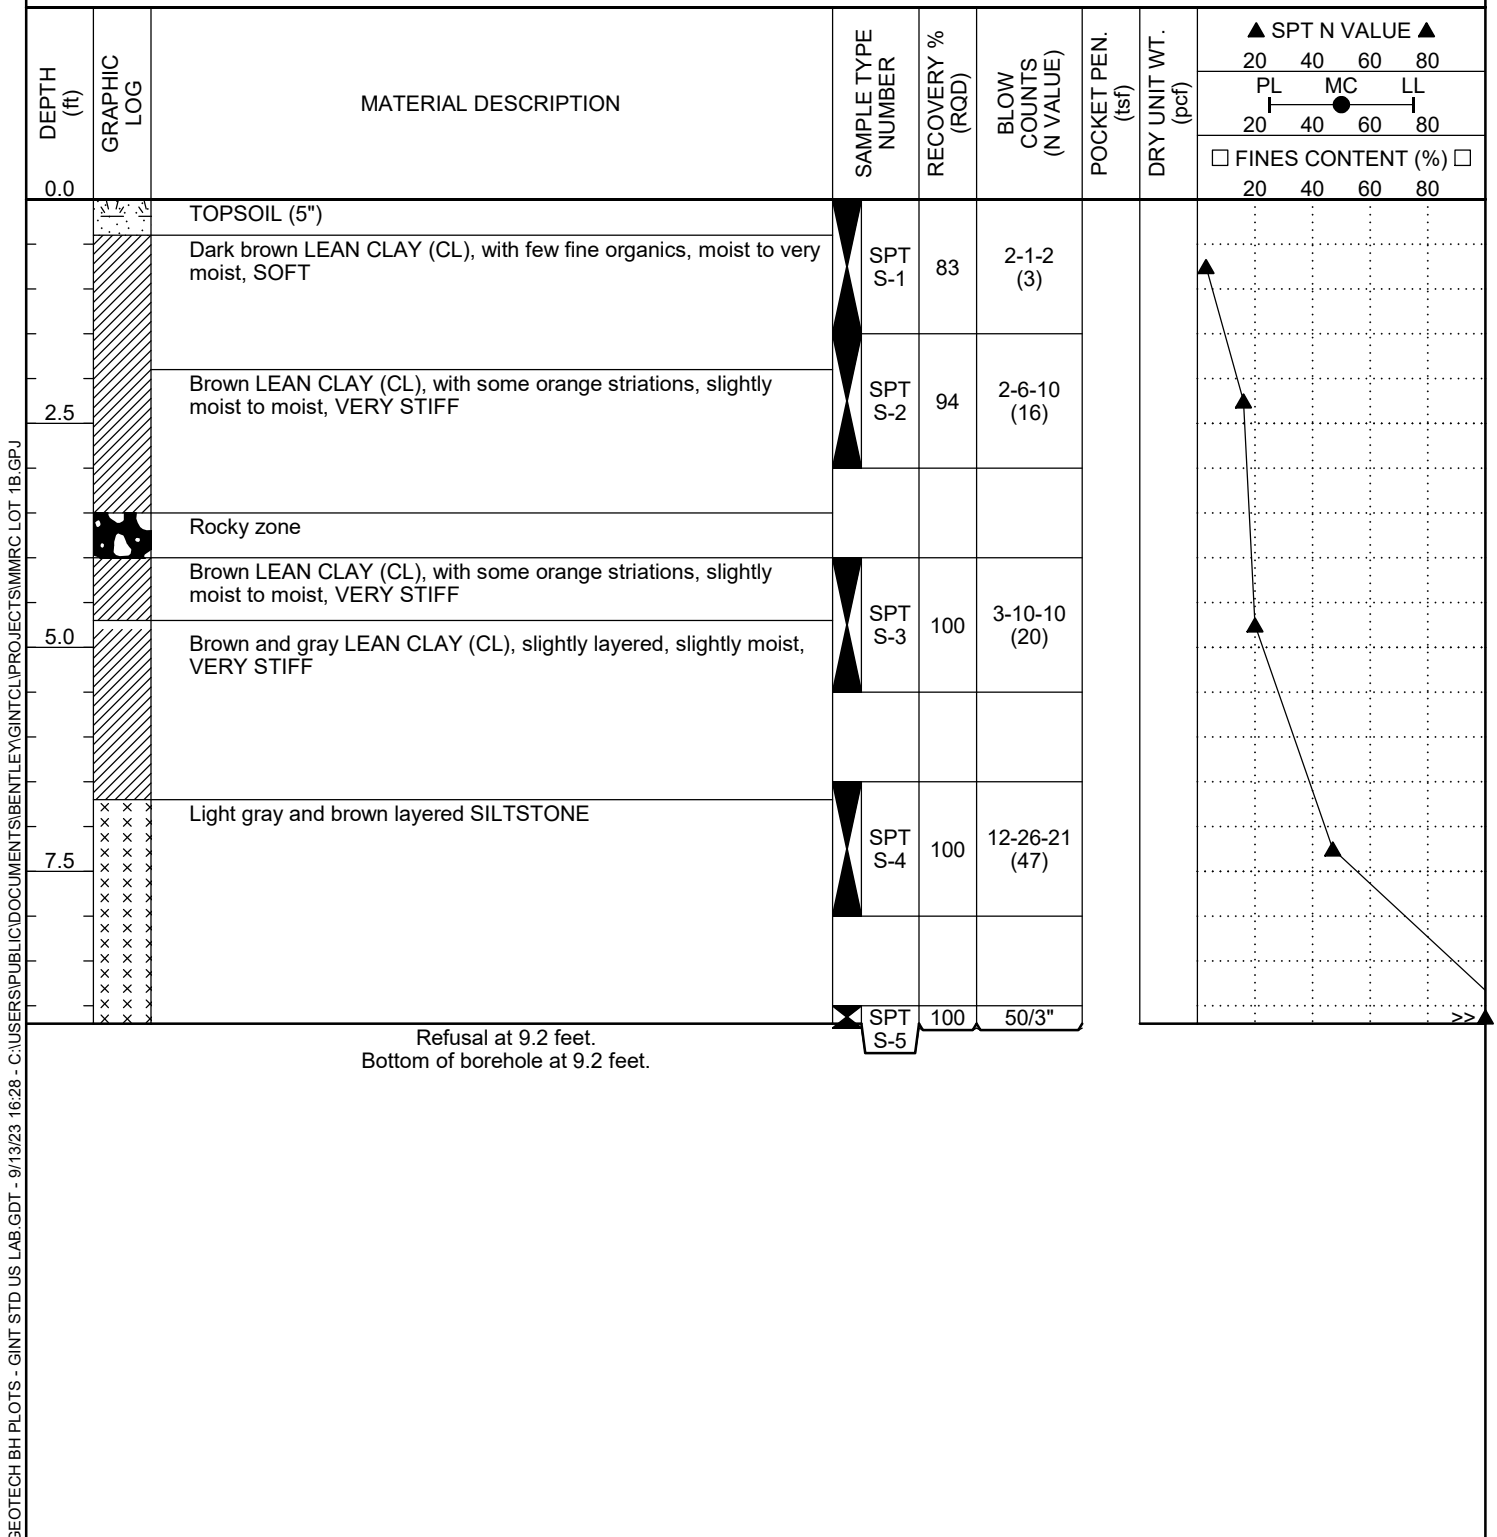 DEPTH
(ft)
GRAPHIC
LOG
MATERIAL DESCRIPTION
SAMPLE TYPE
NUMBER
RECOVERY %
(RQD)
BLOW
COUNTS
(N VALUE)
POCKET PEN.
(tsf)
DRY UNIT WT.
(pcf)
▲ SPT N VALUE ▲
20 40 60 80
PL MC LL
20 40 60 80
□ FINES CONTENT (%) □
20 40 60 80
0.0
TOPSOIL (5")
Dark brown LEAN CLAY (CL), with few fine organics, moist to very
moist, SOFT
SPT
S-1
83
2-1-2
(3)
Brown LEAN CLAY (CL), with some orange striations, slightly
moist to moist, VERY STIFF
SPT
S-2
94
2-6-10
(16)
2.5
Rocky zone
Brown LEAN CLAY (CL), with some orange striations, slightly
moist to moist, VERY STIFF
SPT
S-3
100
3-10-10
(20)
5.0
Brown and gray LEAN CLAY (CL), slightly layered, slightly moist,
VERY STIFF
Light gray and brown layered SILTSTONE
SPT
S-4
100
12-26-21
(47)
7.5
SPT
S-5
100
50/3"
>>
Refusal at 9.2 feet.
Bottom of borehole at 9.2 feet.
GEOTECH BH PLOTS - GINT STD US LAB.GDT - 9/13/23 16:28 - C:\USERS\PUBLIC\DOCUMENTS\BENTLEY\GINTCL\PROJECTS\MMRC LOT 1B.GPJ